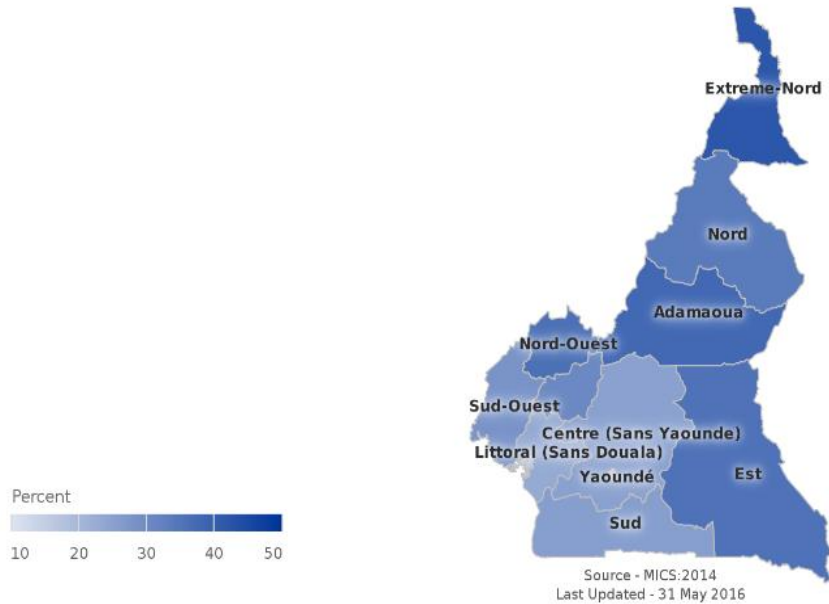 Extreme-Nord
Nord
Adamaoua
Nord-Ouest
Sud-Ouest
Centre (Sans Yaounde)
Littoral (Sans Douala)
Yaoundé
Est
Sud
Percent
10 20 30 40 50
Source - MICS:2014
Last Updated - 31 May 2016